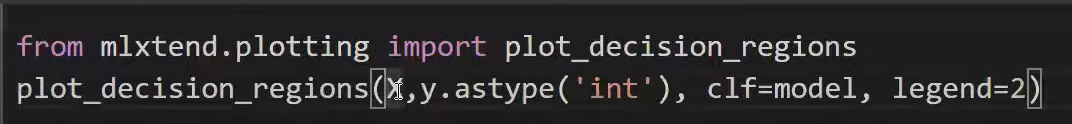 from mlxtend.plotting import plot_decision_regions
plot_decision_regions(X,y.astype('int'), clf=model, legend=2)